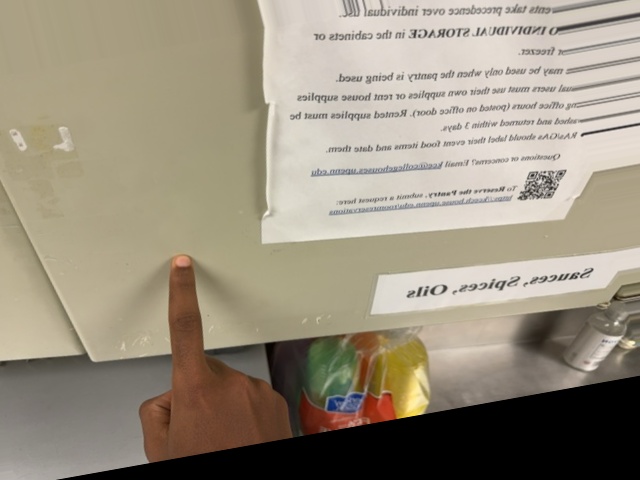 ents take precedence over individual use.
O INDIVIDUAL STORAGE in the cabinets or
r freezer.
may be used only when the pantry is being used.
ual users must use their own supplies or rent house supplies
ng office hours (posted on office door). Rented supplies must be
ashed and returned within 3 days.
RAs/GAs should label their event food items and date them.
Questions or concerns? Email
To Reserve the Pantry, submit a request here:
Sauces, Spices, Oils